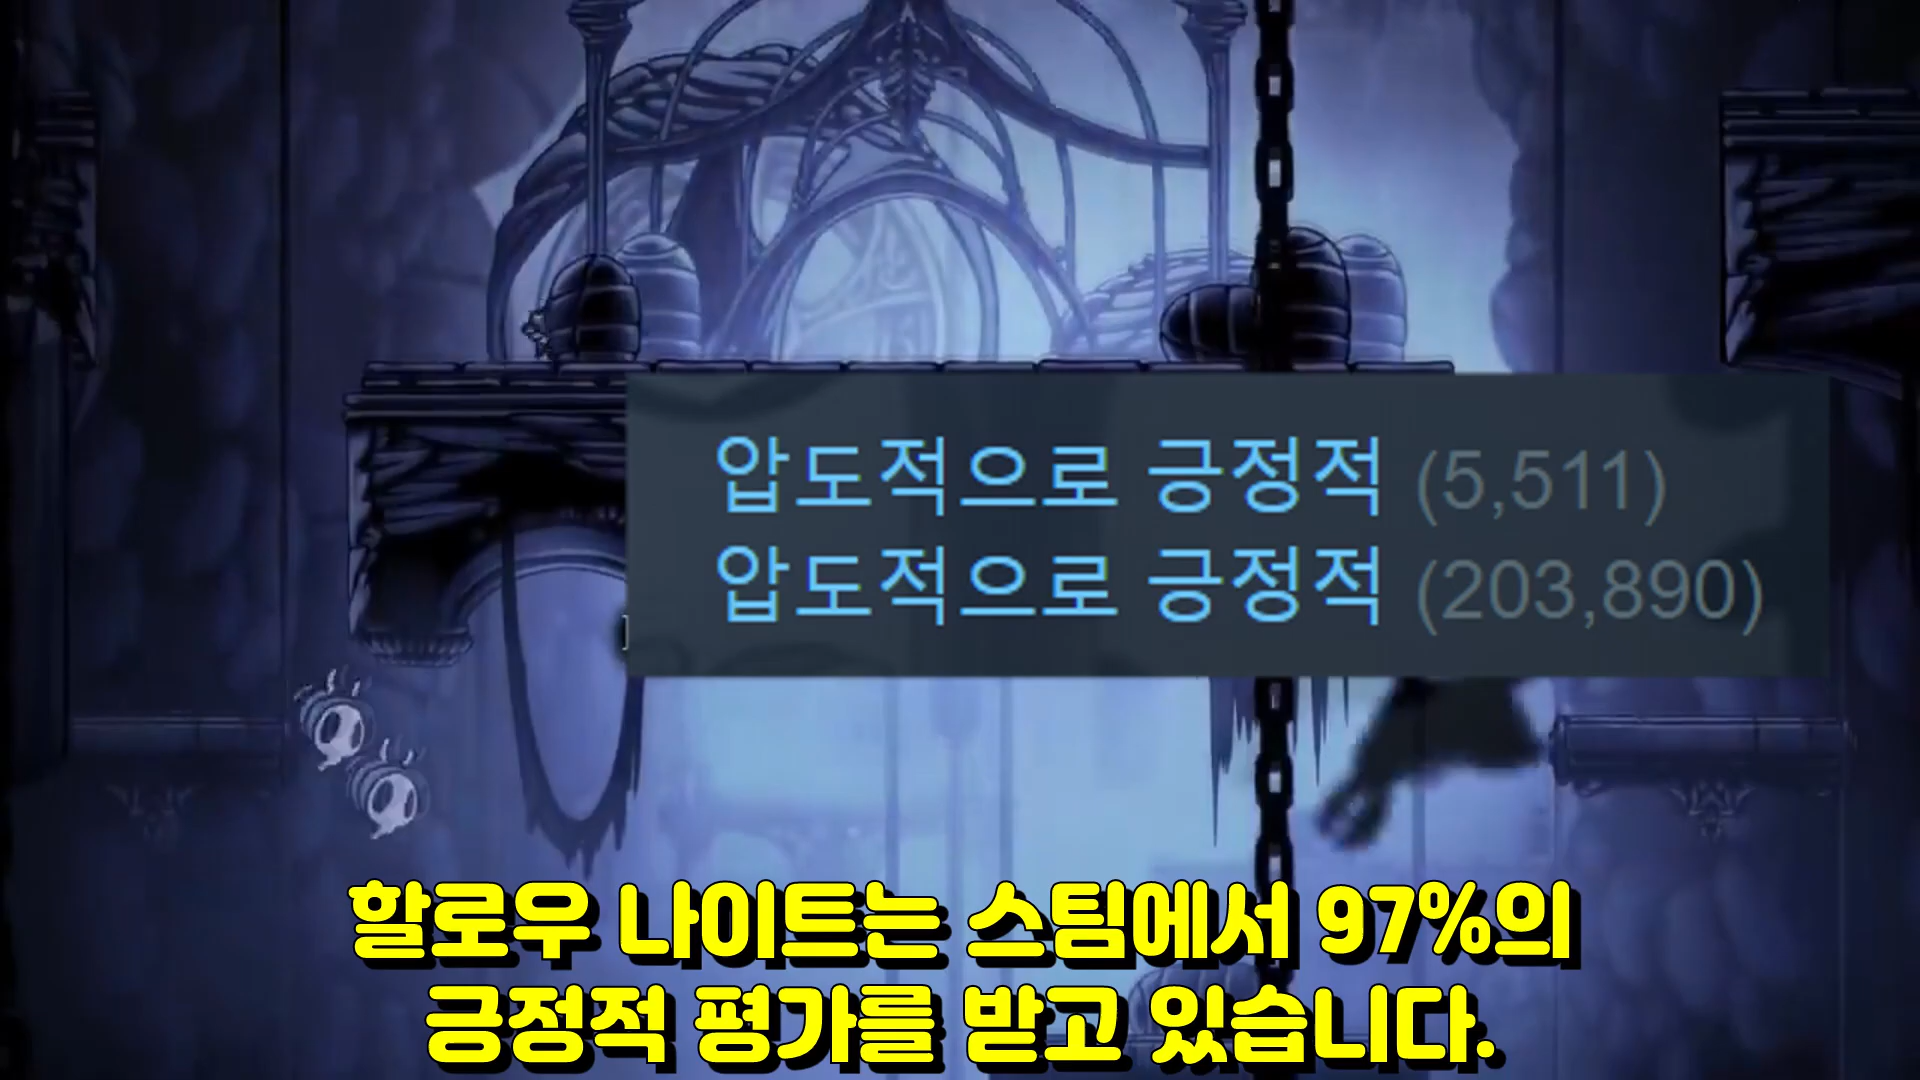 압도적으로 긍정적 (5,511)
압도적으로 긍정적 (203,890)
할로우 나이트는 스팀에서 97%의
긍정적 평가를 받고 있습니다.